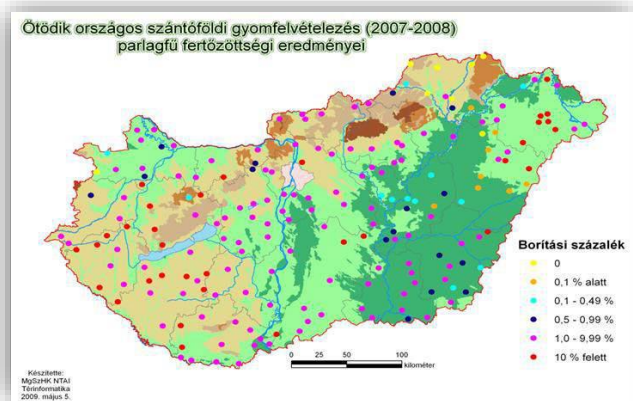 Ötödik országos szántóföldi gyomfelvételezés (2007-2008)
parlagfű fertőzöttségi eredményei
Borítási százalék
0
0,1 % alatt
0,1 - 0,49 %
0,5 - 0,99 %
1,0 - 9,99 %
10 % felett
0 25 50 100
kilométer
Készítette:
MgSzHK NTAI
Térinformatika
2009. május 5.